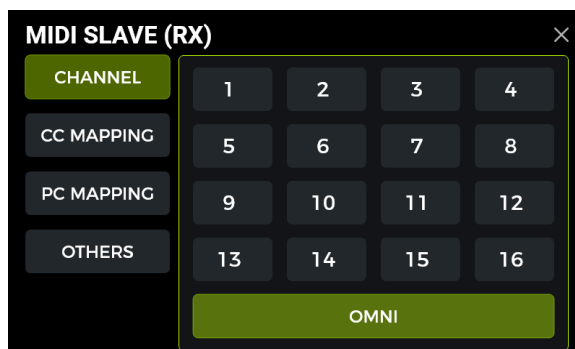 MIDI SLAVE (RX)
CHANNEL
CC MAPPING
PC MAPPING
OTHERS
1 2 3 4
5 6 7 8
9 10 11 12
13 14 15 16
OMNI